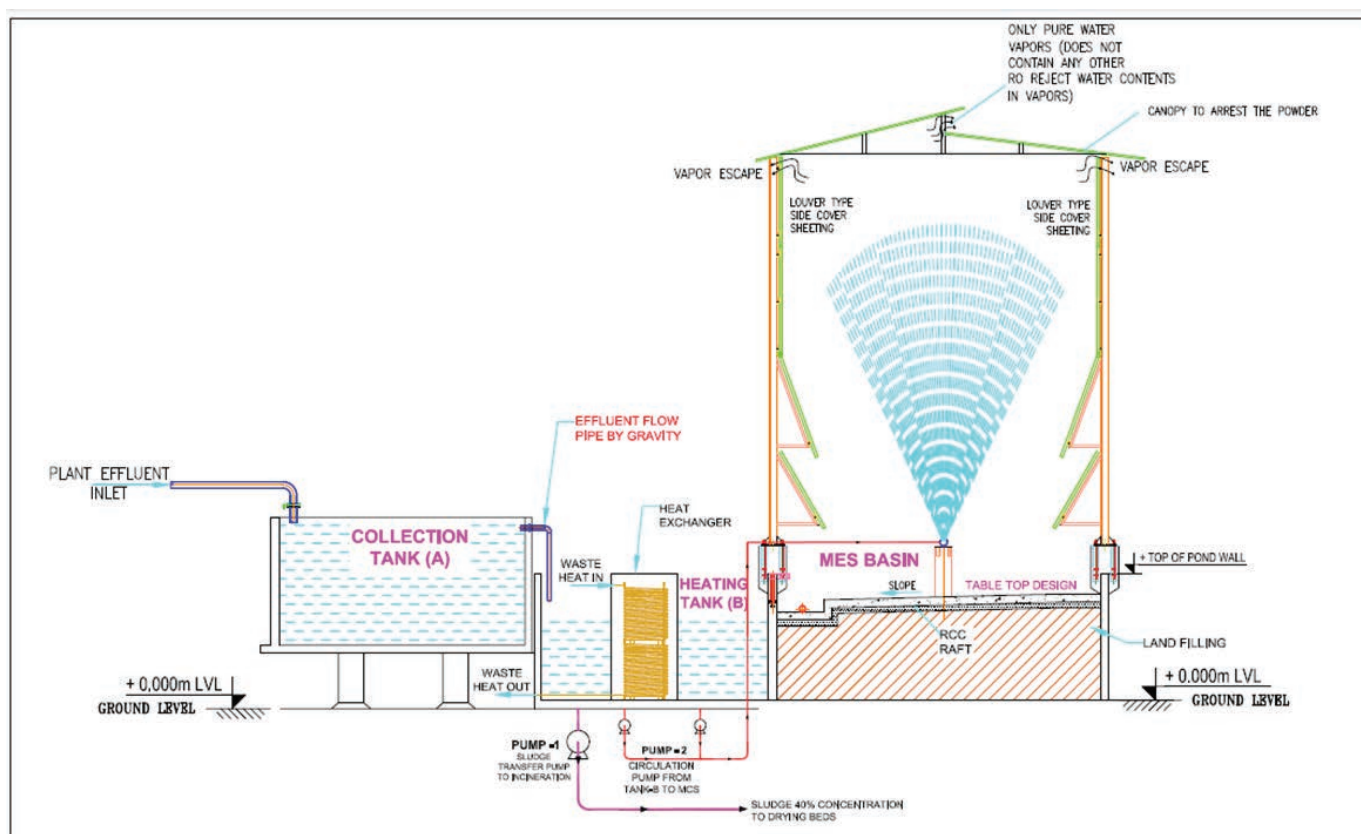 ONLY PURE WATER
VAPORS (DOES NOT
CONTAIN ANY OTHER
RO REJECT WATER CONTENTS
IN VAPORS)
CANOPY TO ARREST THE POWDER
VAPOR ESCAPE
VAPOR ESCAPE
LOUVER TYPE
SIDE COVER
SHEETING
LOUVER TYPE
SIDE COVER
SHEETING
EFFLUENT FLOW
PIPE BY GRAVITY
PLANT EFFLUENT
INLET
COLLECTION
TANK (A)
HEAT
EXCHANGER
WASTE
HEAT IN
HEATING
TANK (B)
MES BASIN
+ TOP OF POND WALL
SLOPE
TABLE TOP DESIGN
RCC
RAFT
LAND FILLING
WASTE
HEAT OUT
+ 0.000m LVL
GROUND LEVEL
+ 0.000m LVL
GROUND LEVEL
PUMP-1
SLUDGE
TRANSFER PUMP
TO INCINERATION
PUMP-2
CIRCULATION
PUMP FROM
TANK-B TO MCS
SLUDGE 40% CONCENTRATION
TO DRYING BEDS